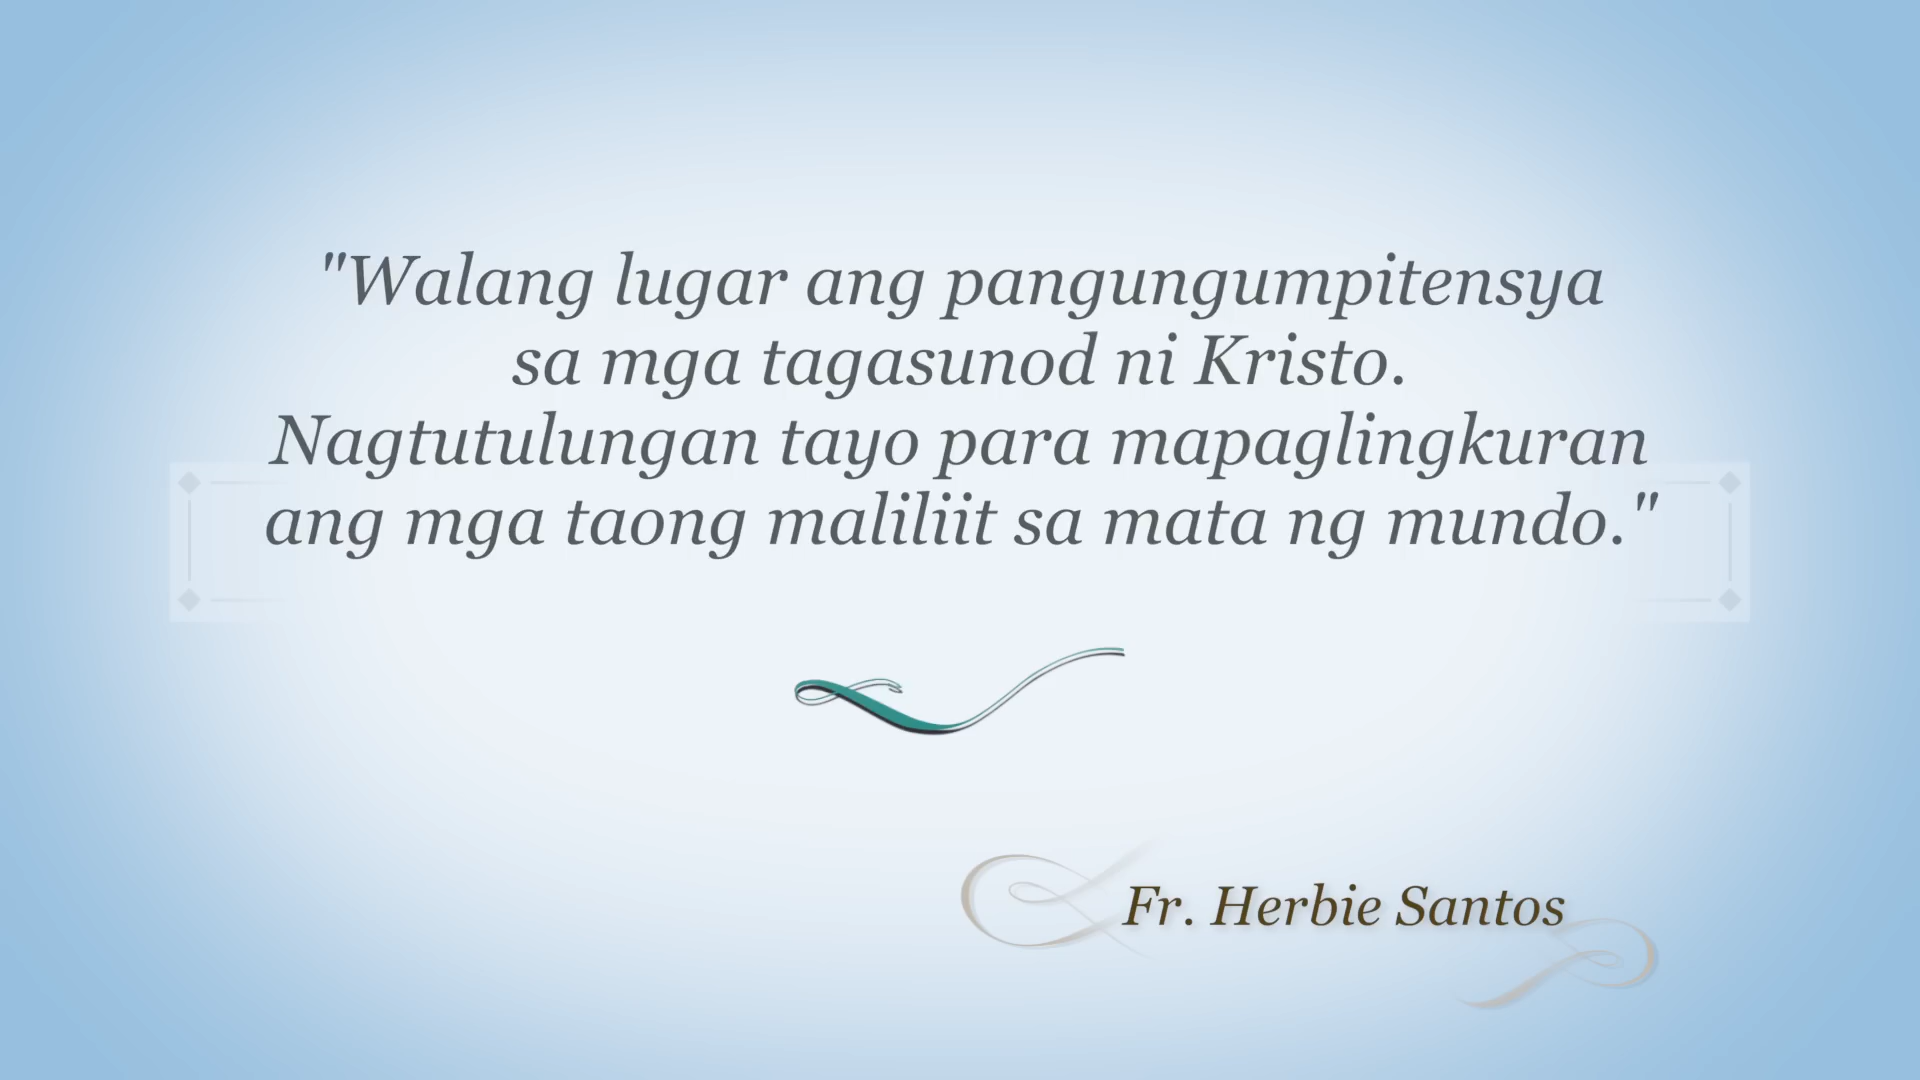 "Walang lugar ang pangungumpitensya
sa mga tagasunod ni Kristo.
Nagtutulungan tayo para mapaglingkuran
ang mga taong maliliit sa mata ng mundo."
Fr. Herbie Santos